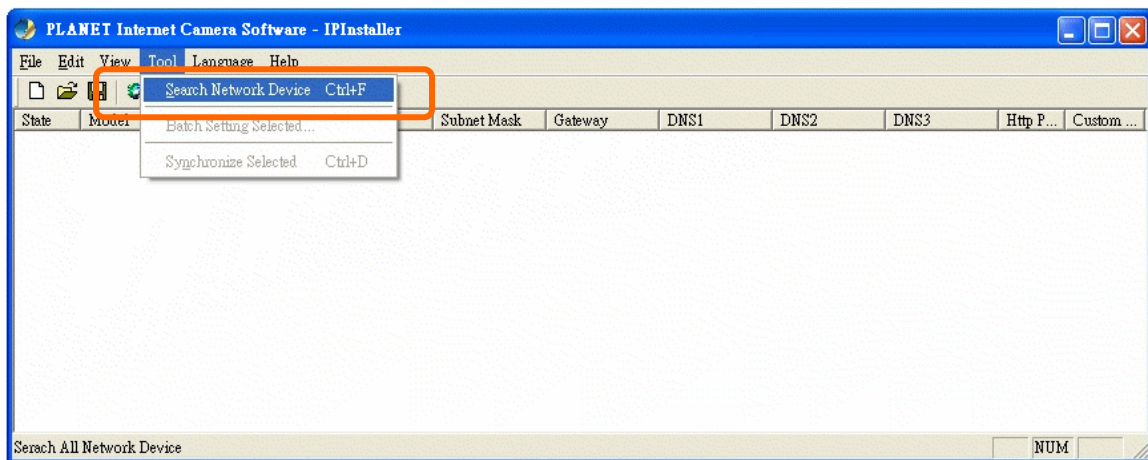 PLANET Internet Camera Software - IPInstaller
File Edit View Tool Language Help
Search Network Device Ctrl+F
State Model Subnet Mask Gateway DNS1 DNS2 DNS3 Http P... Custom ...
Batch Setting Selected...
Synchronize Selected Ctrl+D
Serach All Network Device NUM